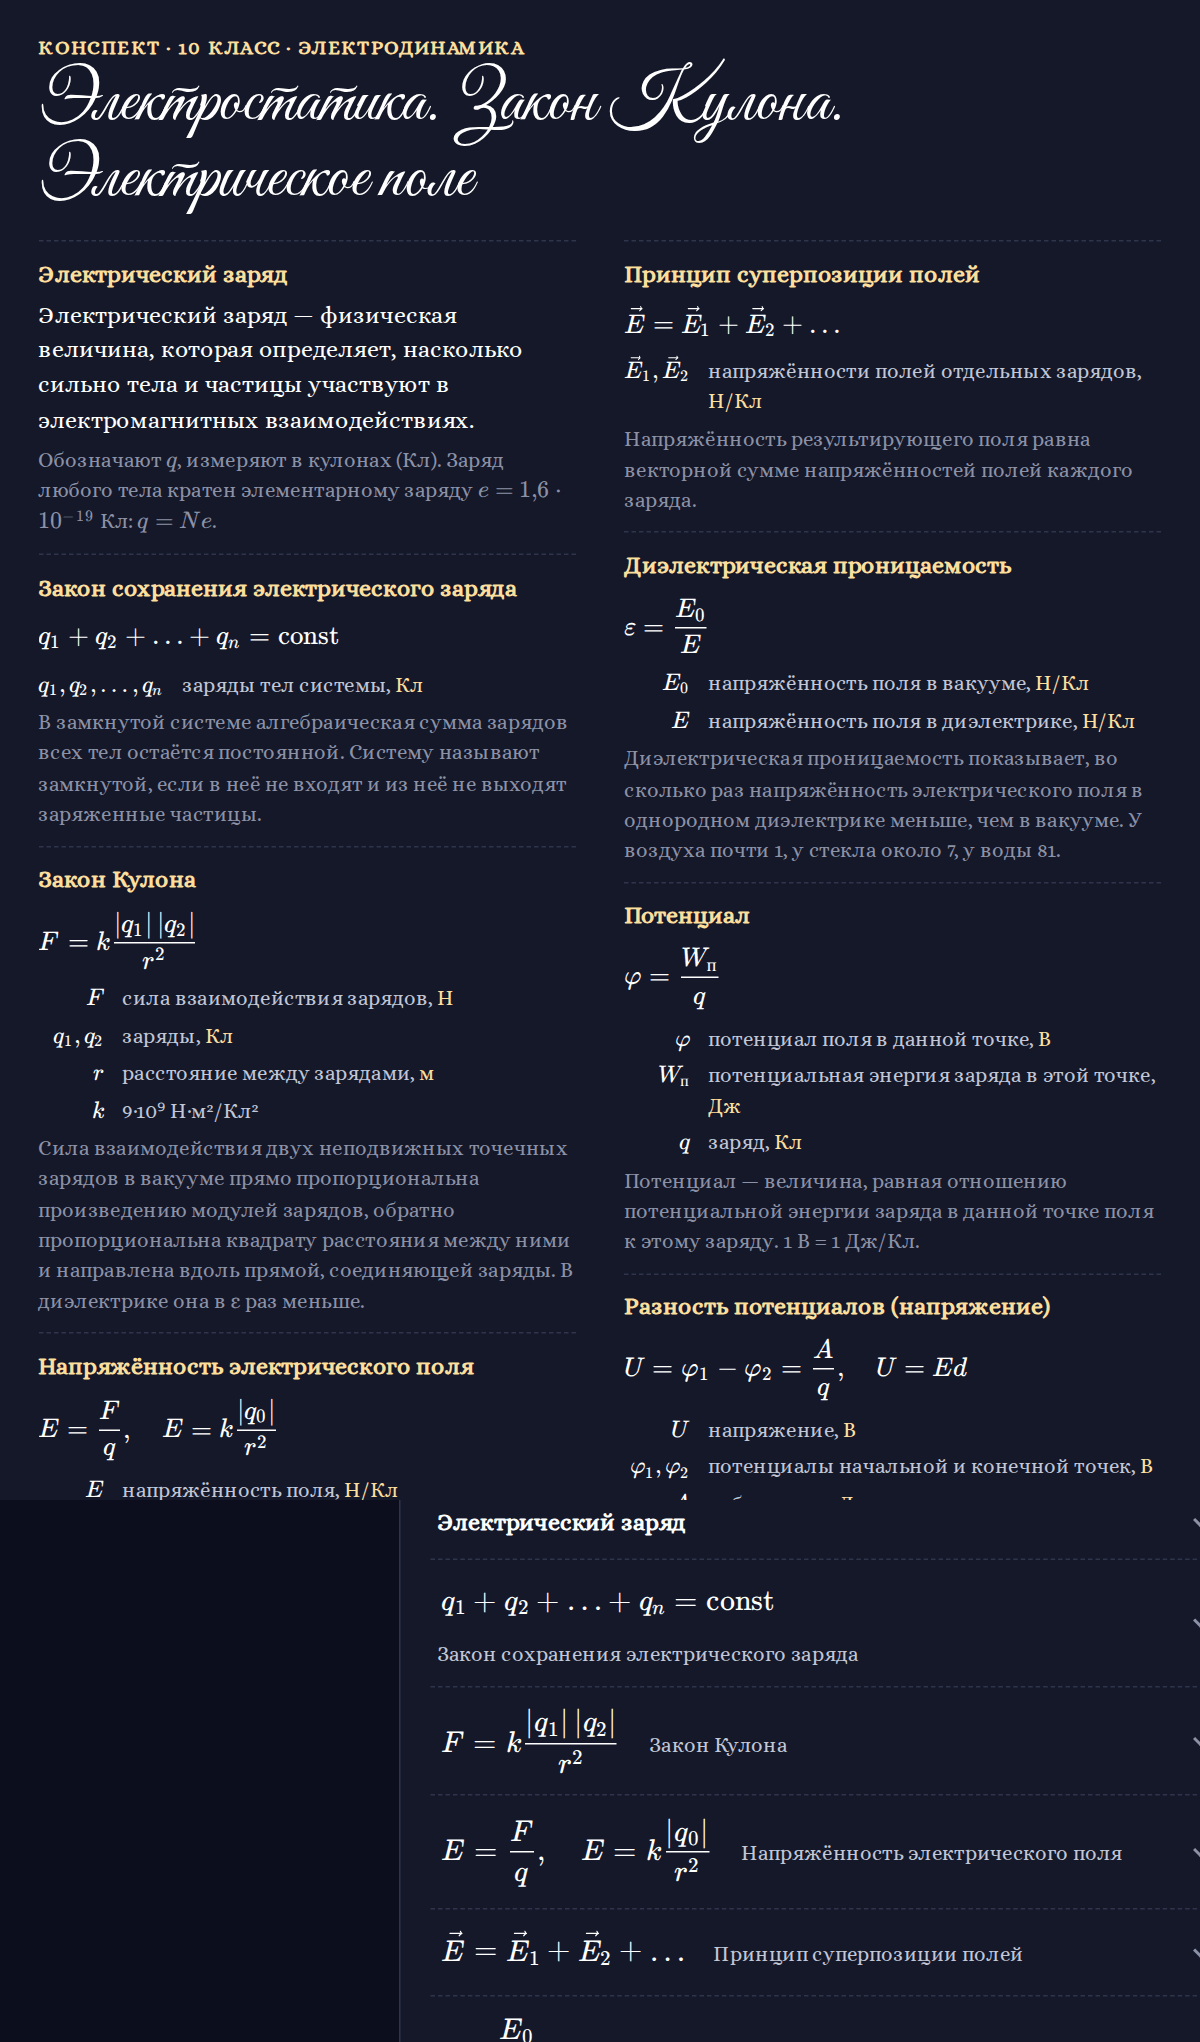 КОНСПЕКТ · 10 КЛАСС · ЭЛЕКТРОДИНАМИКА
Электростатика. Закон Кулона.
Электрическое поле
Электрический заряд
Электрический заряд — физическая
величина, которая определяет, насколько
сильно тела и частицы участвуют в
электромагнитных взаимодействиях.
Обозначают q, измеряют в кулонах (Кл). Заряд
любого тела кратен элементарному заряду e = 1,6 ·
10⁻¹⁹ Кл: q = Ne.
Закон сохранения электрического заряда
q₁ + q₂ + … + qₙ = const
q₁, q₂, …, qₙ заряды тел системы, Кл
В замкнутой системе алгебраическая сумма зарядов
всех тел остаётся постоянной. Систему называют
замкнутой, если в неё не входят и из неё не выходят
заряженные частицы.
Закон Кулона
F = k |q₁| |q₂| / r²
F сила взаимодействия зарядов, Н
q₁, q₂ заряды, Кл
r расстояние между зарядами, м
k 9·10⁹ Н·м²/Кл²
Сила взаимодействия двух неподвижных точечных
зарядов в вакууме прямо пропорциональна
произведению модулей зарядов, обратно
пропорциональна квадрату расстояния между ними
и направлена вдоль прямой, соединяющей заряды. В
диэлектрике она в ε раз меньше.
Напряжённость электрического поля
E = F / q, E = k |q₀| / r²
E напряжённость поля, Н/Кл
Принцип суперпозиции полей
E⃗ = E⃗₁ + E⃗₂ + …
E⃗₁, E⃗₂ напряжённости полей отдельных зарядов,
Н/Кл
Напряжённость результирующего поля равна
векторной сумме напряжённостей полей каждого
заряда.
Диэлектрическая проницаемость
ε = E₀ / E
E₀ напряжённость поля в вакууме, Н/Кл
E напряжённость поля в диэлектрике, Н/Кл
Диэлектрическая проницаемость показывает, во
сколько раз напряжённость электрического поля в
однородном диэлектрике меньше, чем в вакууме. У
воздуха почти 1, у стекла около 7, у воды 81.
Потенциал
φ = Wп / q
φ потенциал поля в данной точке, В
Wп потенциальная энергия заряда в этой точке,
Дж
q заряд, Кл
Потенциал — величина, равная отношению
потенциальной энергии заряда в данной точке поля
к этому заряду. 1 В = 1 Дж/Кл.
Разность потенциалов (напряжение)
U = φ₁ − φ₂ = A / q, U = Ed
U напряжение, В
φ₁, φ₂ потенциалы начальной и конечной точек, В
Электрический заряд
q₁ + q₂ + … + qₙ = const
Закон сохранения электрического заряда
F = k |q₁| |q₂| / r² Закон Кулона
E = F / q, E = k |q₀| / r² Напряжённость электрического поля
E⃗ = E⃗₁ + E⃗₂ + … Принцип суперпозиции полей
E₀